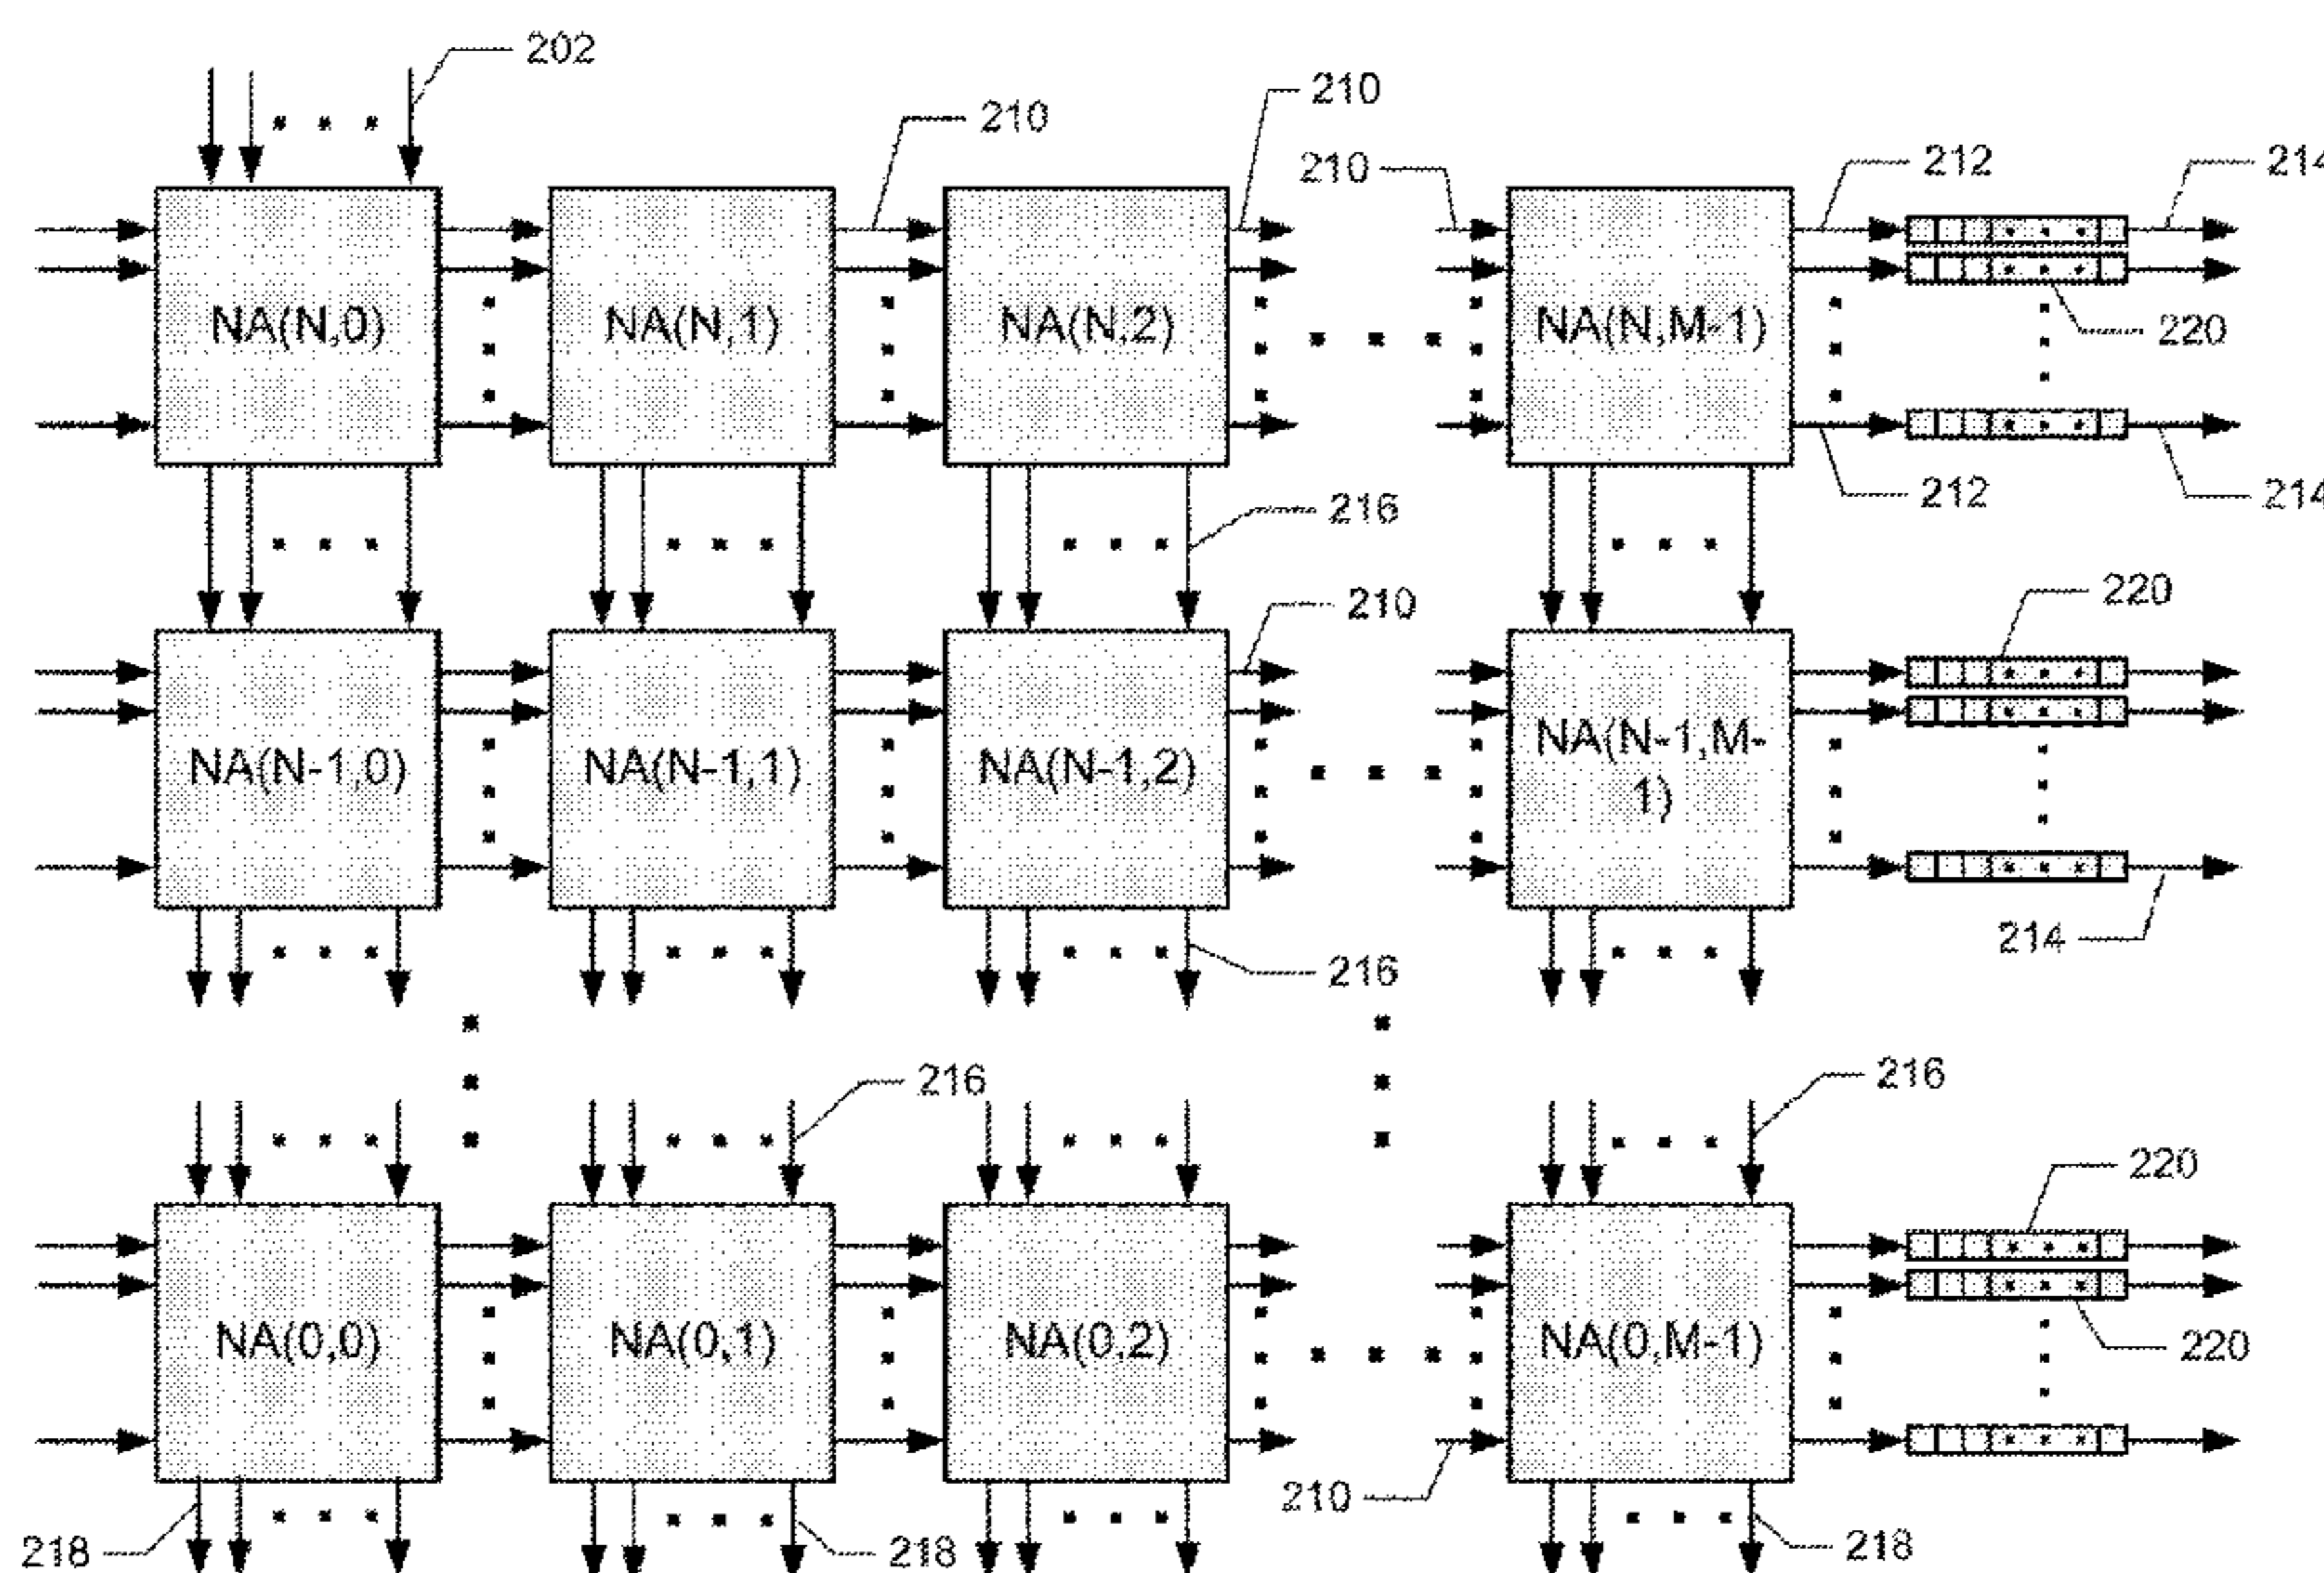 202
210
210
210
212
214
NA(N,0)
NA(N,1)
NA(N,2)
NA(N,M-1)
220
212
214
216
210
220
NA(N-1,0)
NA(N-1,1)
NA(N-1,2)
NA(N-1,M-
1)
214
216
216
216
220
NA(0,0)
NA(0,1)
NA(0,2)
NA(0,M-1)
220
210
218
218
218